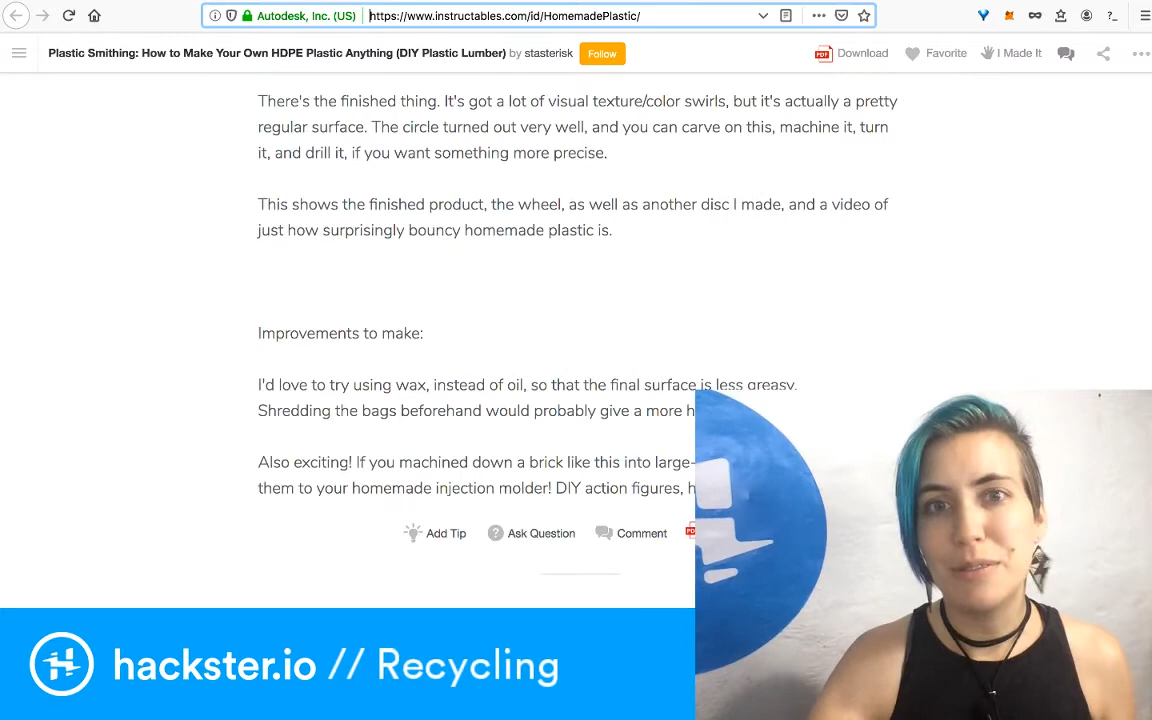 Autodesk, Inc. (US) https://www.instructables.com/id/HomemadePlastic/
Plastic Smithing: How to Make Your Own HDPE Plastic Anything (DIY Plastic Lumber) by stasterisk Follow Download Favorite I Made It
There's the finished thing. It's got a lot of visual texture/color swirls, but it's actually a pretty
regular surface. The circle turned out very well, and you can carve on this, machine it, turn
it, and drill it, if you want something more precise.
This shows the finished product, the wheel, as well as another disc I made, and a video of
just how surprisingly bouncy homemade plastic is.
Improvements to make:
I'd love to try using wax, instead of oil, so that the final surface is less greasy.
Shredding the bags beforehand would probably give a more
Also exciting! If you machined down a brick like this into large-
them to your homemade injection molder! DIY action figures,
Add Tip Ask Question Comment
hackster.io // Recycling